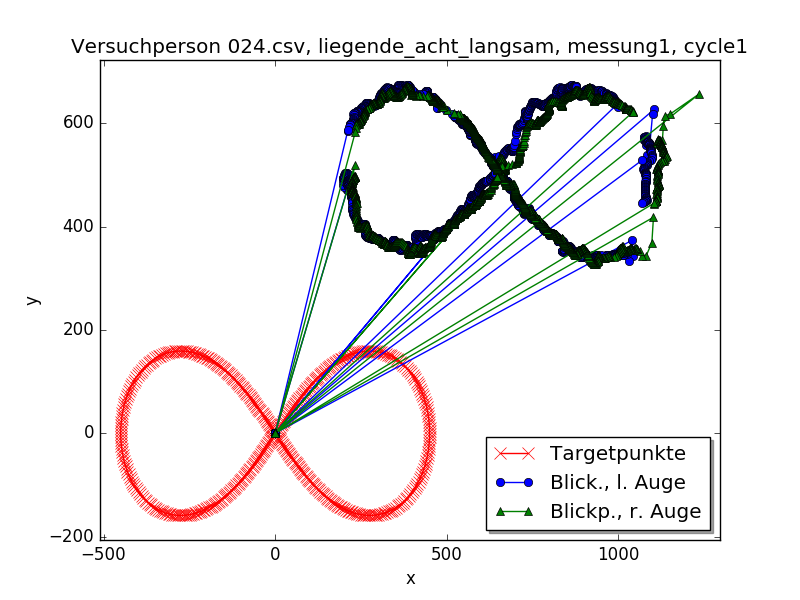 Versuchperson 024.csv, liegende_acht_langsam, messung1, cycle1
y
600
400
200
0
−200
−500
0
500
1000
x
Targetpunkte
Blick., l. Auge
Blickp., r. Auge